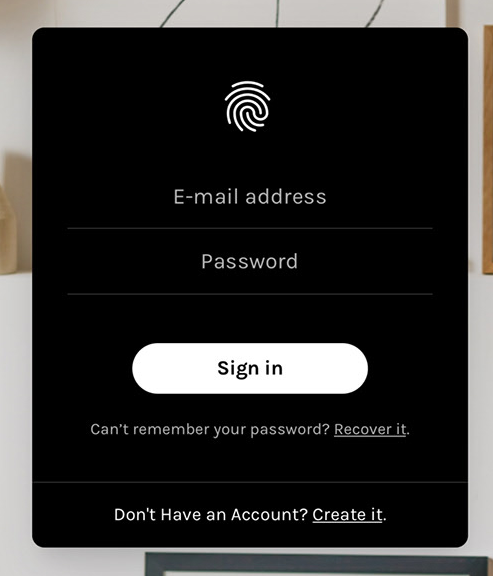 E-mail address
Password
Sign in
Can’t remember your password? Recover it.
Don't Have an Account? Create it.